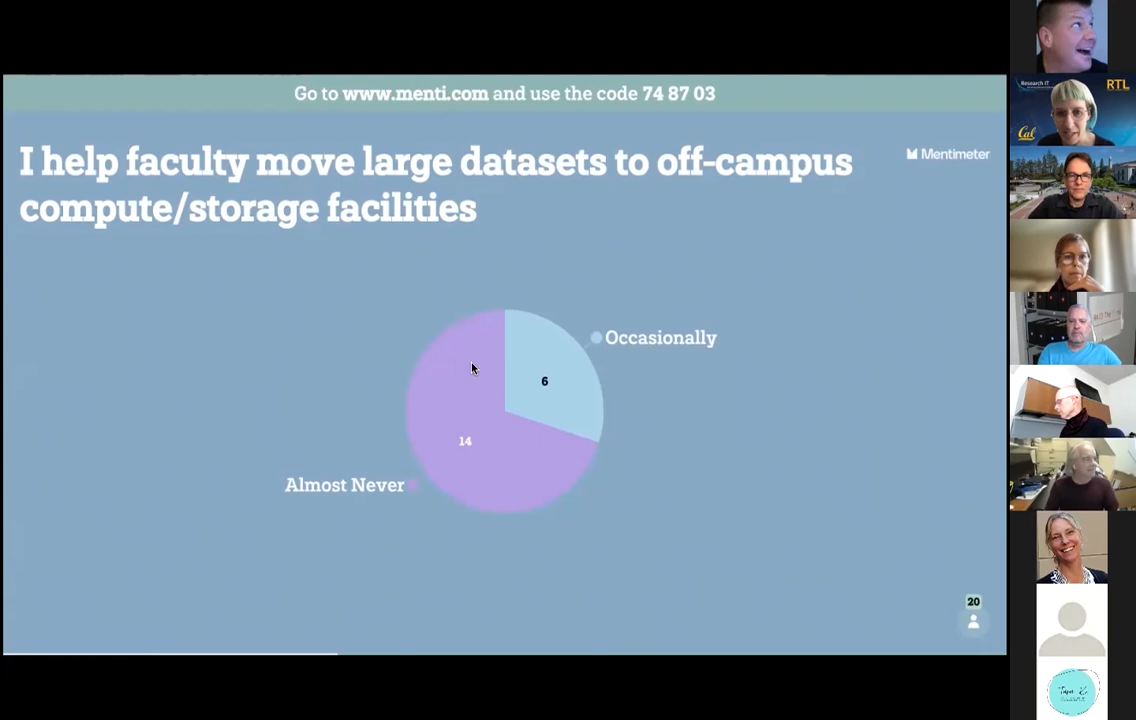 Go to www.menti.com and use the code 74 87 03
I help faculty move large datasets to off-campus
compute/storage facilities
Mentimeter
Occasionally
6
14
Almost Never
20
Research IT
RTL
Cal